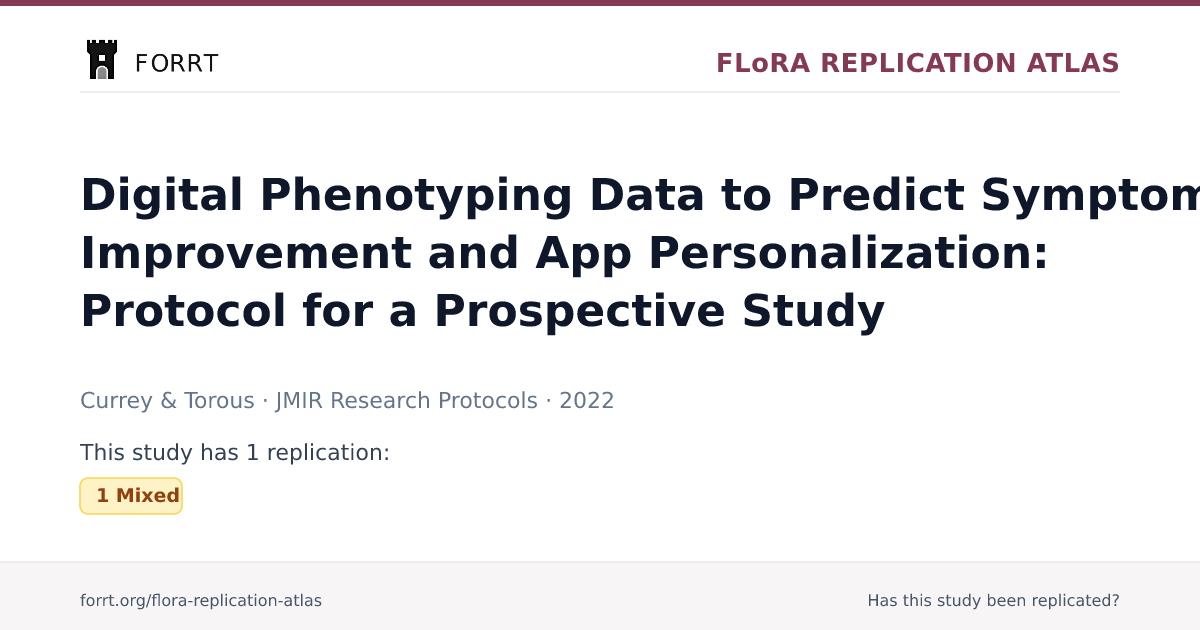 FORRT
FLoRA REPLICATION ATLAS
Digital Phenotyping Data to Predict Symptom
Improvement and App Personalization:
Protocol for a Prospective Study
Currey & Torous · JMIR Research Protocols · 2022
This study has 1 replication:
1 Mixed
forrt.org/flora-replication-atlas
Has this study been replicated?